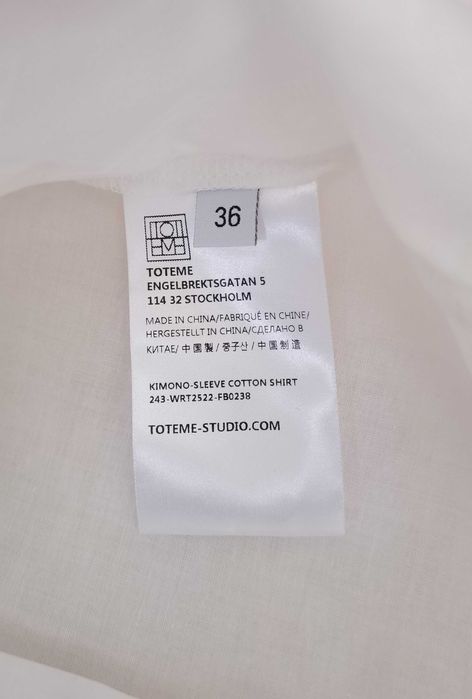 36
TOTEME
TOTEME
ENGELBREKTSGATAN 5
114 32 STOCKHOLM
MADE IN CHINA/FABRIQUÉ EN CHINE/
HERGESTELLT IN CHINA/СДЕЛАНО В
КИТАЕ/ 中国製 / 중국산 / 中国制造
KIMONO-SLEEVE COTTON SHIRT
243-WRT2522-FB0238
TOTEME-STUDIO.COM